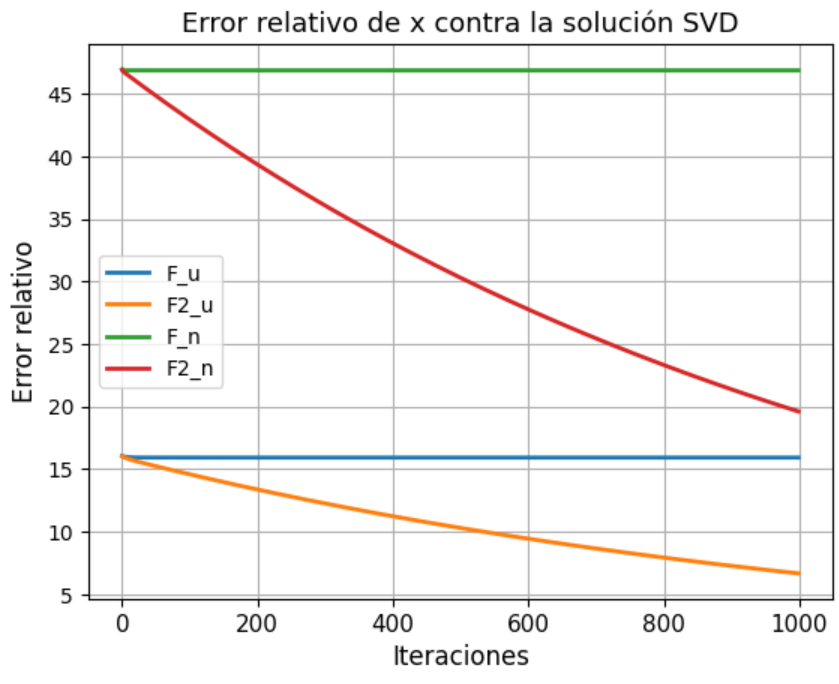 Error relativo de x contra la solución SVD
Error relativo
45
40
35
30
25
20
15
10
5
F_u
F2_u
F_n
F2_n
0 200 400 600 800 1000
Iteraciones